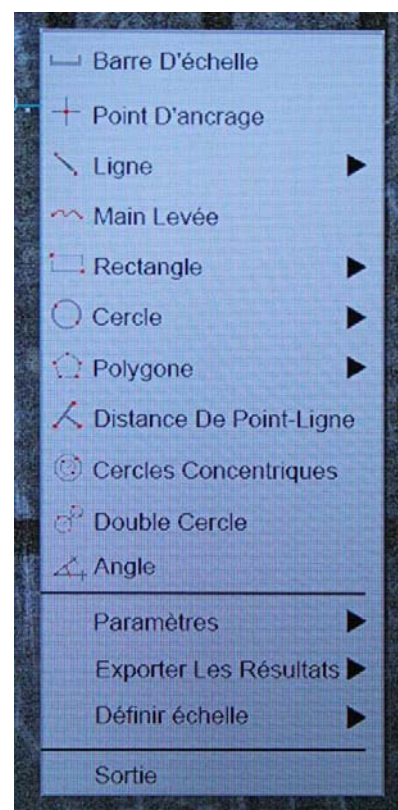 Barre D'échelle
Point D'ancrage
Ligne
Main Levée
Rectangle
Cercle
Polygone
Distance De Point-Ligne
Cercles Concentriques
Double Cercle
Angle
Paramètres
Exporter Les Résultats
Définir échelle
Sortie